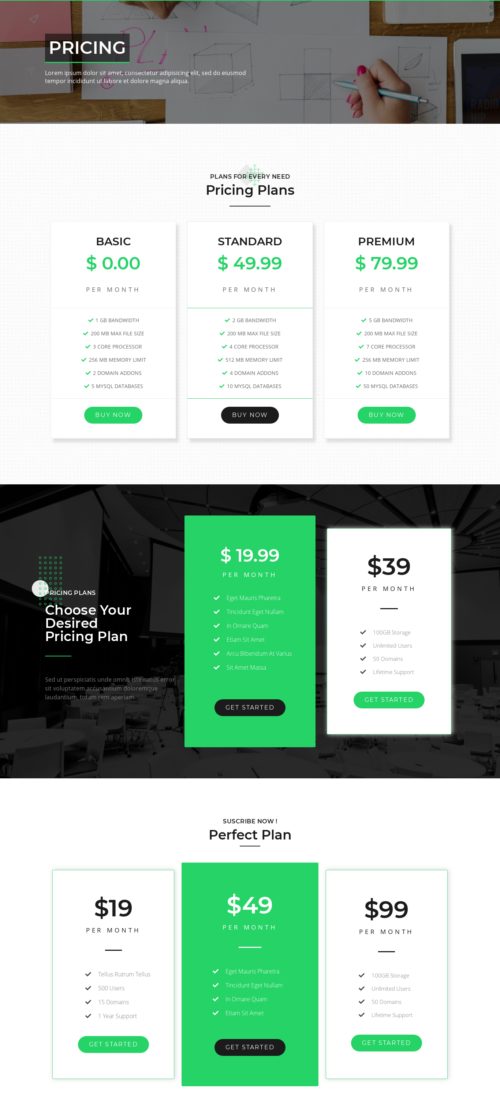 PRICING
Lorem ipsum dolor sit amet, consectetur adipisicing elit, sed do eiusmod
tempor incididunt ut labore et dolore magna aliqua.
PLANS FOR EVERY NEED
Pricing Plans
BASIC
$ 0.00
PER MONTH
1 GB BANDWIDTH
200 MB MAX FILE SIZE
3 CORE PROCESSOR
256 MB MEMORY LIMIT
2 DOMAIN ADDONS
5 MYSQL DATABASES
BUY NOW
STANDARD
$ 49.99
PER MONTH
2 GB BANDWIDTH
200 MB MAX FILE SIZE
4 CORE PROCESSOR
512 MB MEMORY LIMIT
4 DOMAIN ADDONS
10 MYSQL DATABASES
BUY NOW
PREMIUM
$ 79.99
PER MONTH
5 GB BANDWIDTH
200 MB MAX FILE SIZE
7 CORE PROCESSOR
256 MB MEMORY LIMIT
10 DOMAIN ADDONS
50 MYSQL DATABASES
BUY NOW
PRICING PLANS
Choose Your
Desired
Pricing Plan
Sed ut perspiciatis unde omnis iste natus error
sit voluptatem accusantium doloremque
laudantium, totam rem aperiam.
$ 19.99
PER MONTH
Eget Mauris Pharetra
Tincidunt Eget Nullam
In Ornare Quam
Etiam Sit Amet
Arcu Bibendum At Varius
Sit Amet Massa
GET STARTED
$39
PER MONTH
100GB Storage
Unlimited Users
50 Domains
Lifetime Support
GET STARTED
SUSCRIBE NOW !
Perfect Plan
$19
PER MONTH
Tellus Rutrum Tellus
500 Users
15 Domains
1 Year Support
GET STARTED
$49
PER MONTH
Eget Mauris Pharetra
Tincidunt Eget Nullam
In Ornare Quam
Etiam Sit Amet
GET STARTED
$99
PER MONTH
100GB Storage
Unlimited Users
50 Domains
Lifetime Support
GET STARTED